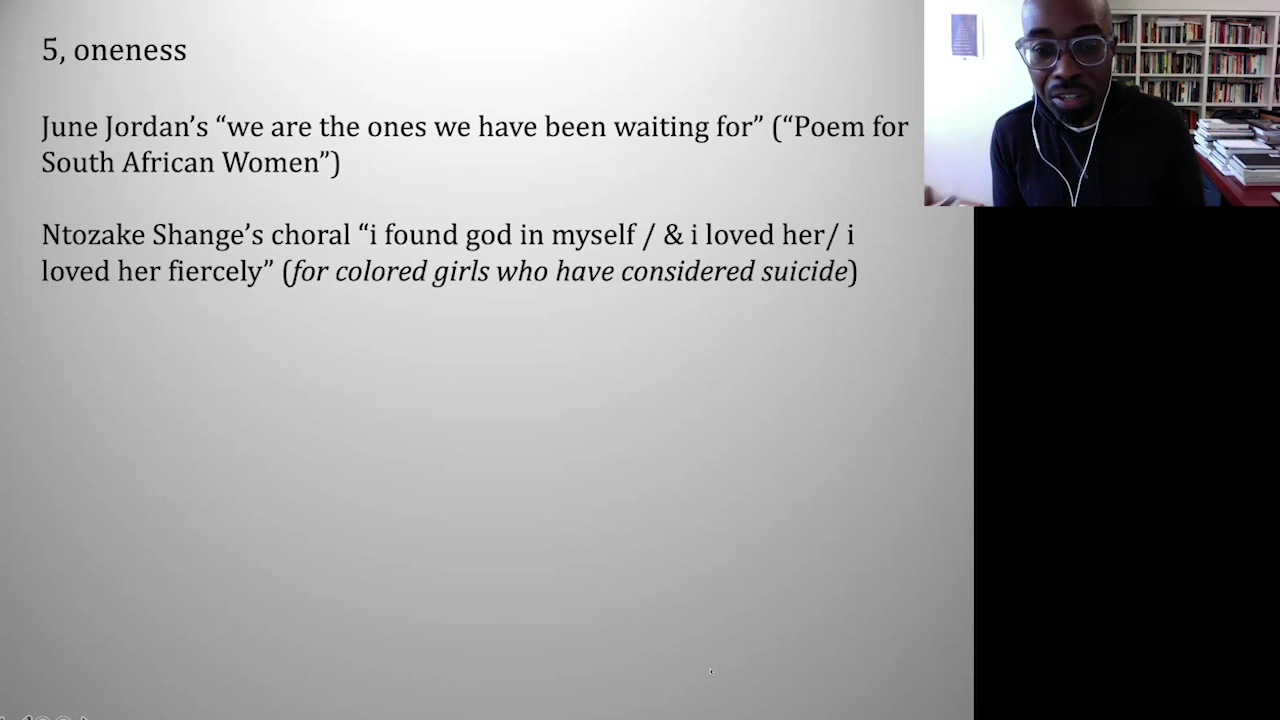 5, oneness
June Jordan’s “we are the ones we have been waiting for” (“Poem for
South African Women”)
Ntozake Shange’s choral “i found god in myself / & i loved her/ i
loved her fiercely” (for colored girls who have considered suicide)